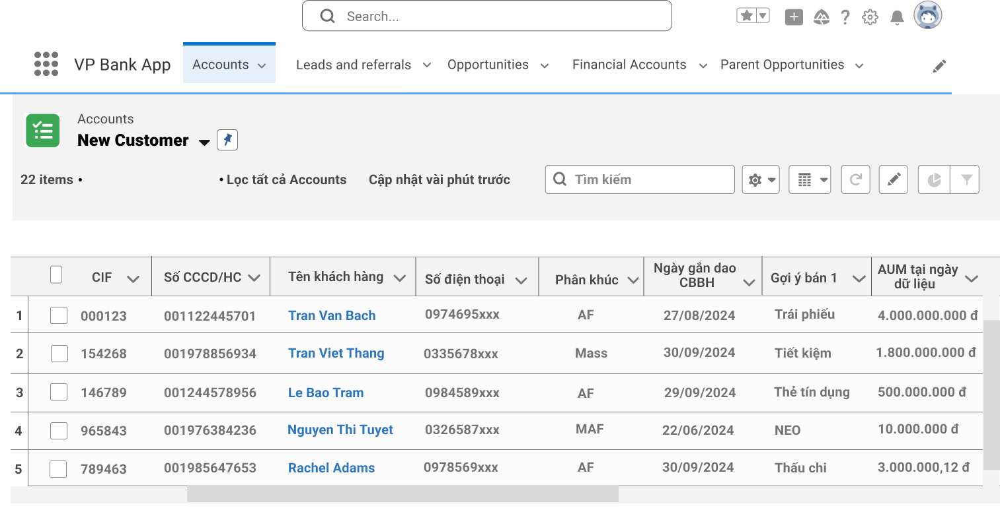 Search...
VP Bank App Accounts Leads and referrals Opportunities Financial Accounts Parent Opportunities
Accounts
New Customer
22 items • • Lọc tất cả Accounts Cập nhật vài phút trước Tìm kiếm
CIF Số CCCD/HC Tên khách hàng Số điện thoại Phân khúc Ngày gắn dao CBBH Gợi ý bán 1 AUM tại ngày dữ liệu
1 000123 001122445701 Tran Van Bach 0974695xxx AF 27/08/2024 Trái phiếu 4.000.000.000 đ
2 154268 001978856934 Tran Viet Thang 0335678xxx Mass 30/09/2024 Tiết kiệm 1.800.000.000 đ
3 146789 001244578956 Le Bao Tram 0984589xxx AF 29/09/2024 Thẻ tín dụng 500.000.000 đ
4 965843 001976384236 Nguyen Thi Tuyet 0326587xxx MAF 22/06/2024 NEO 10.000.000 đ
5 789463 001985647653 Rachel Adams 0978569xxx AF 30/09/2024 Thấu chi 3.000.000,12 đ